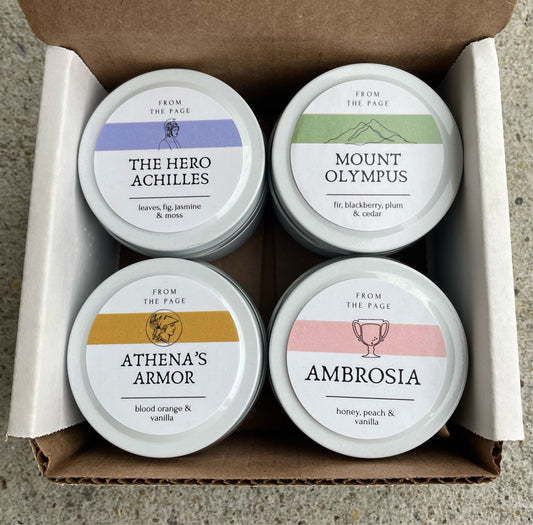 FROM
THE PAGE
THE HERO
ACHILLES
leaves, fig, jasmine
& moss
FROM
THE PAGE
MOUNT
OLYMPUS
fir, blackberry, plum
& cedar
FROM
THE PAGE
ATHENA'S
ARMOR
blood orange &
vanilla
FROM
THE PAGE
AMBROSIA
honey, peach &
vanilla